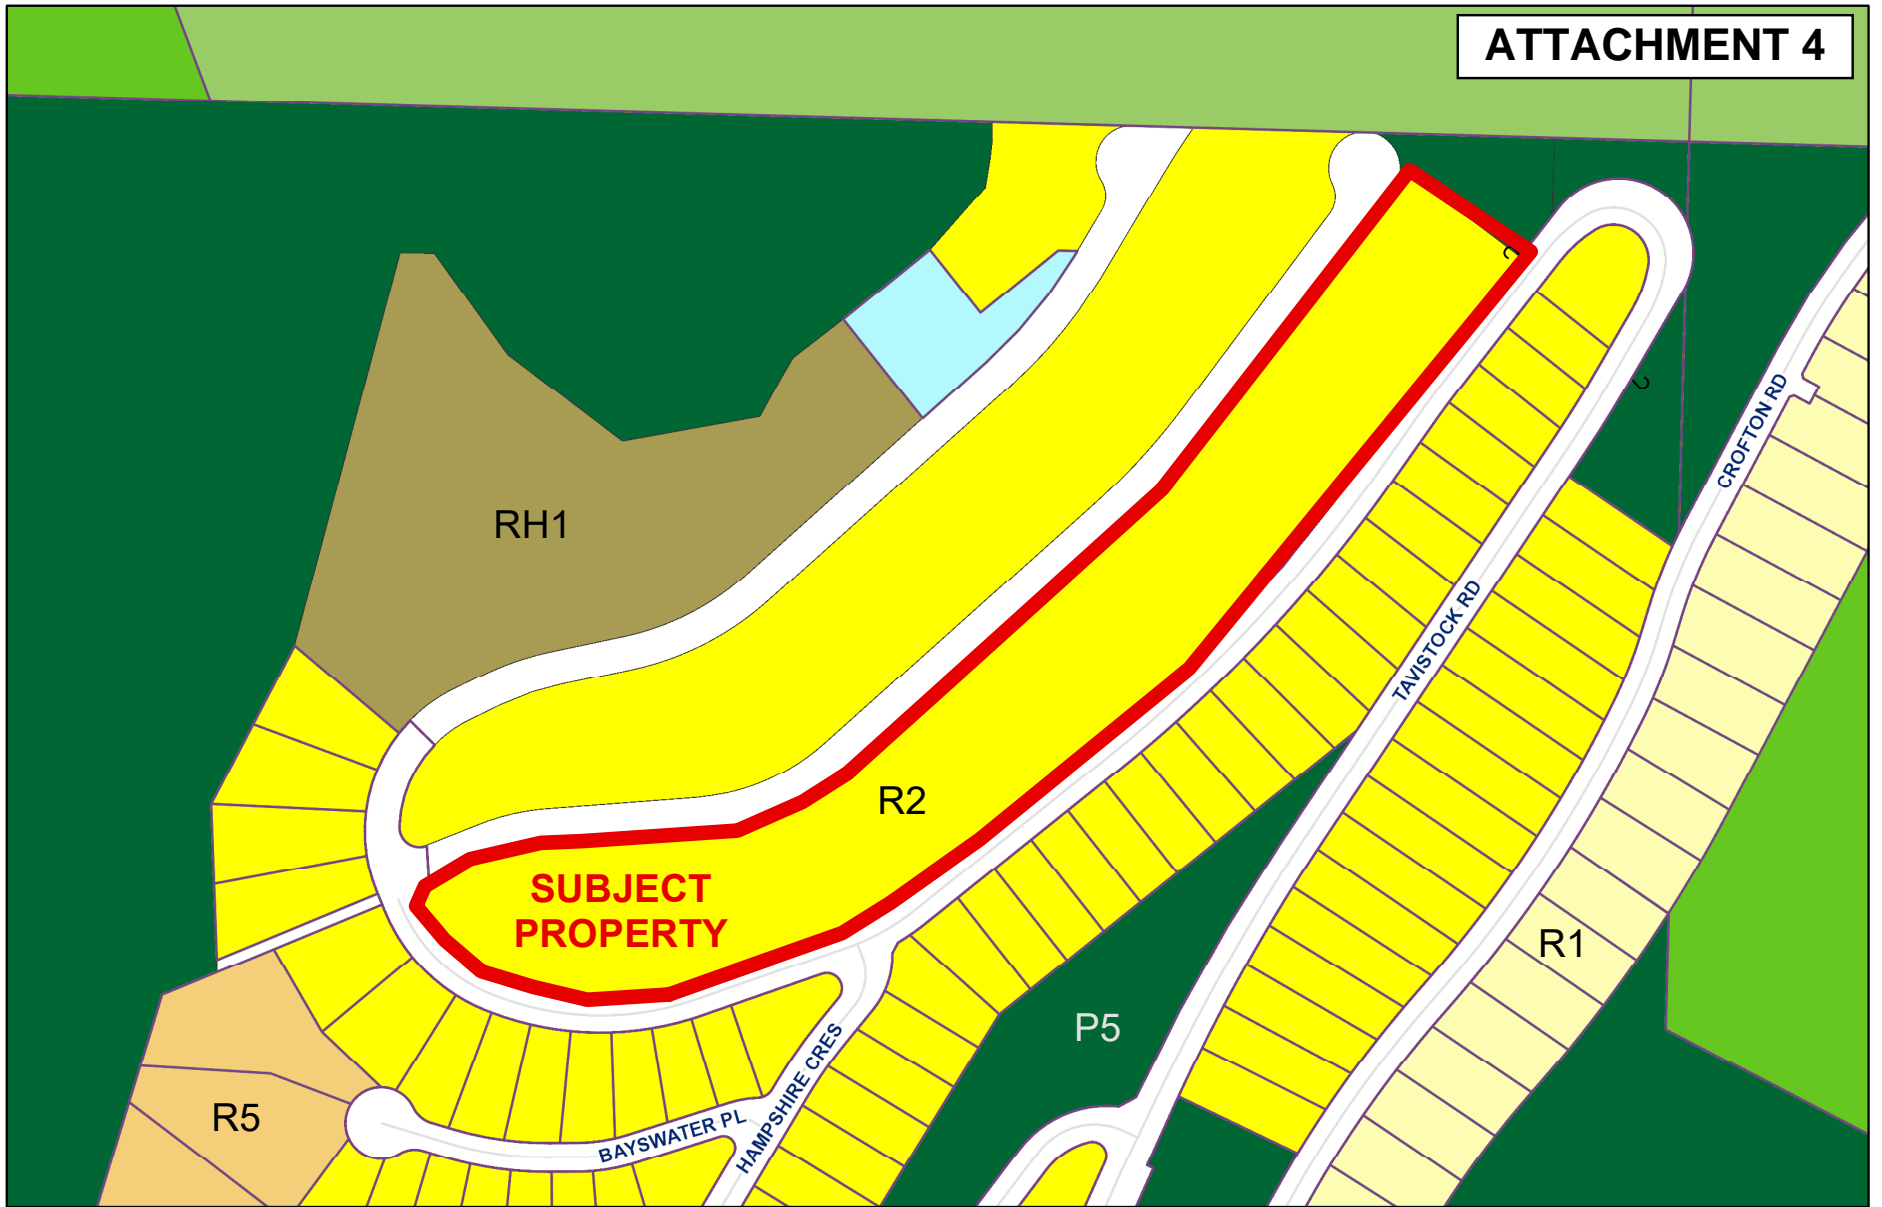 ATTACHMENT 4
CROFTON RD
RH1
TAVISTOCK RD
R2
SUBJECT
PROPERTY
R1
P5
HAMPSHIRE CRES
R5
BAYSWATER PL